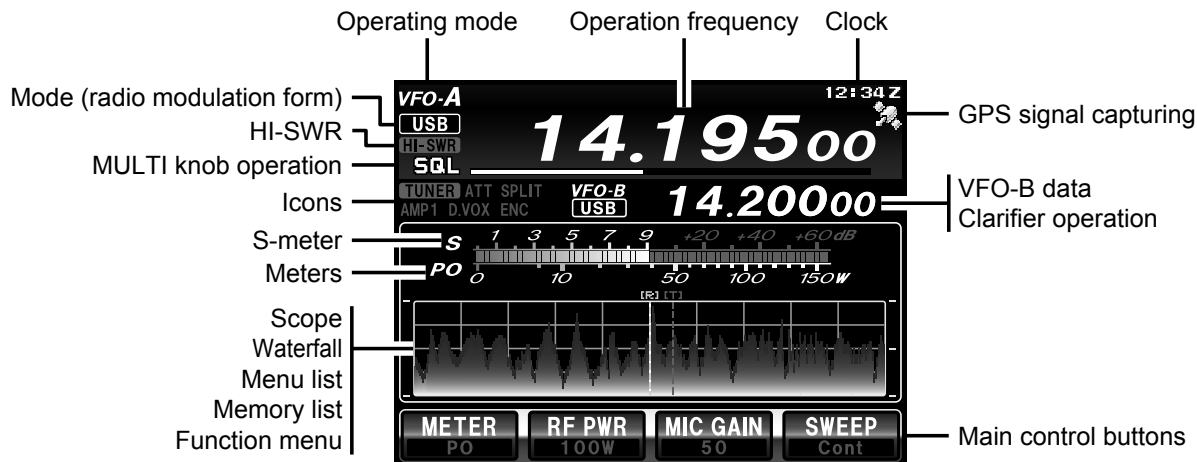 Operating mode
Operation frequency
Clock
Mode (radio modulation form)
HI-SWR
MULTI knob operation
Icons
S-meter
Meters
Scope
Waterfall
Menu list
Memory list
Function menu
VFO-A
12:34Z
USB
HI-SWR
14.19500
SQL
TUNER ATT SPLIT
AMP1 D.VOX ENC
VFO-B
USB
14.20000
S 1 3 5 7 9 +20 +40 +60dB
PO 0 10 50 100 150W
[R] [T]
METER
PO
RF PWR
100W
MIC GAIN
50
SWEEP
Cont
GPS signal capturing
VFO-B data
Clarifier operation
Main control buttons